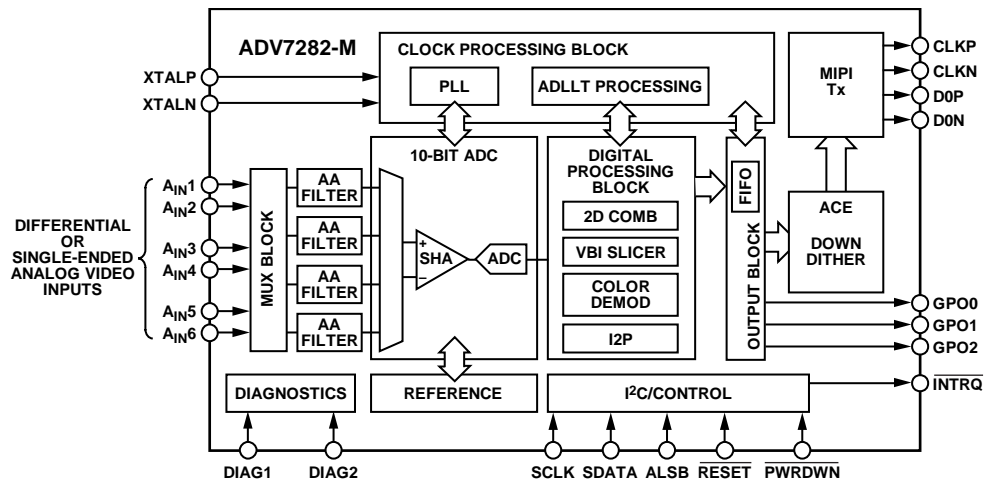 ADV7282-M
CLOCK PROCESSING BLOCK
PLL
ADLLT PROCESSING
XTALP
XTALN
MIPI
Tx
CLKP
CLKN
D0P
D0N
10-BIT ADC
DIGITAL
PROCESSING
BLOCK
2D COMB
VBI SLICER
COLOR
DEMOD
I2P
FIFO
OUTPUT BLOCK
ACE
DOWN
DITHER
DIFFERENTIAL
OR
SINGLE-ENDED
ANALOG VIDEO
INPUTS
AIN1
AIN2
AIN3
AIN4
AIN5
AIN6
MUX BLOCK
AA
FILTER
AA
FILTER
AA
FILTER
AA
FILTER
+
SHA
–
ADC
GPO0
GPO1
GPO2
INTRQ
DIAGNOSTICS
REFERENCE
I2C/CONTROL
DIAG1
DIAG2
SCLK
SDATA
ALSB
RESET
PWRDWN